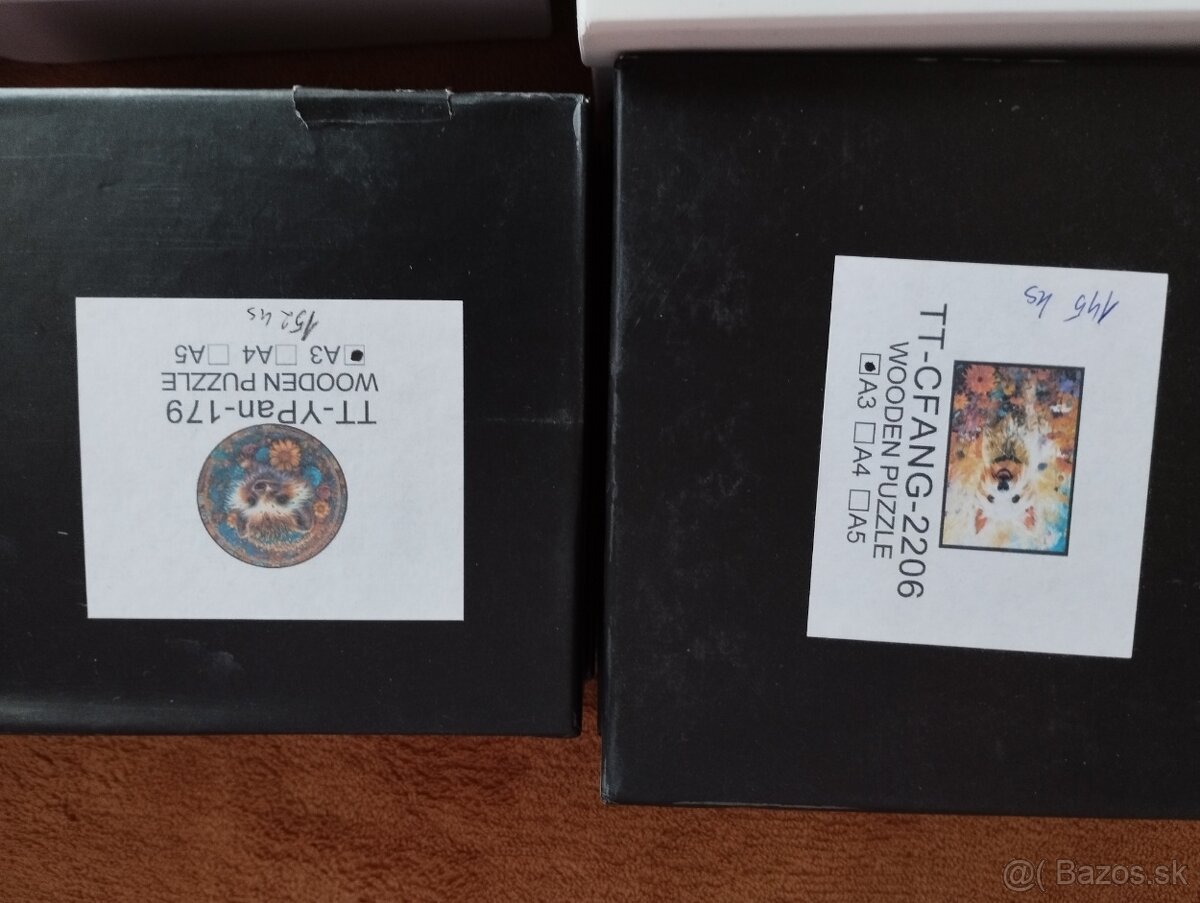 TT-YPan-179
WOODEN PUZZLE
A3 A4 A5
152 ks
TT-CFANG-2206
WOODEN PUZZLE
A3 A4 A5
145 ks
@( Bazos.sk